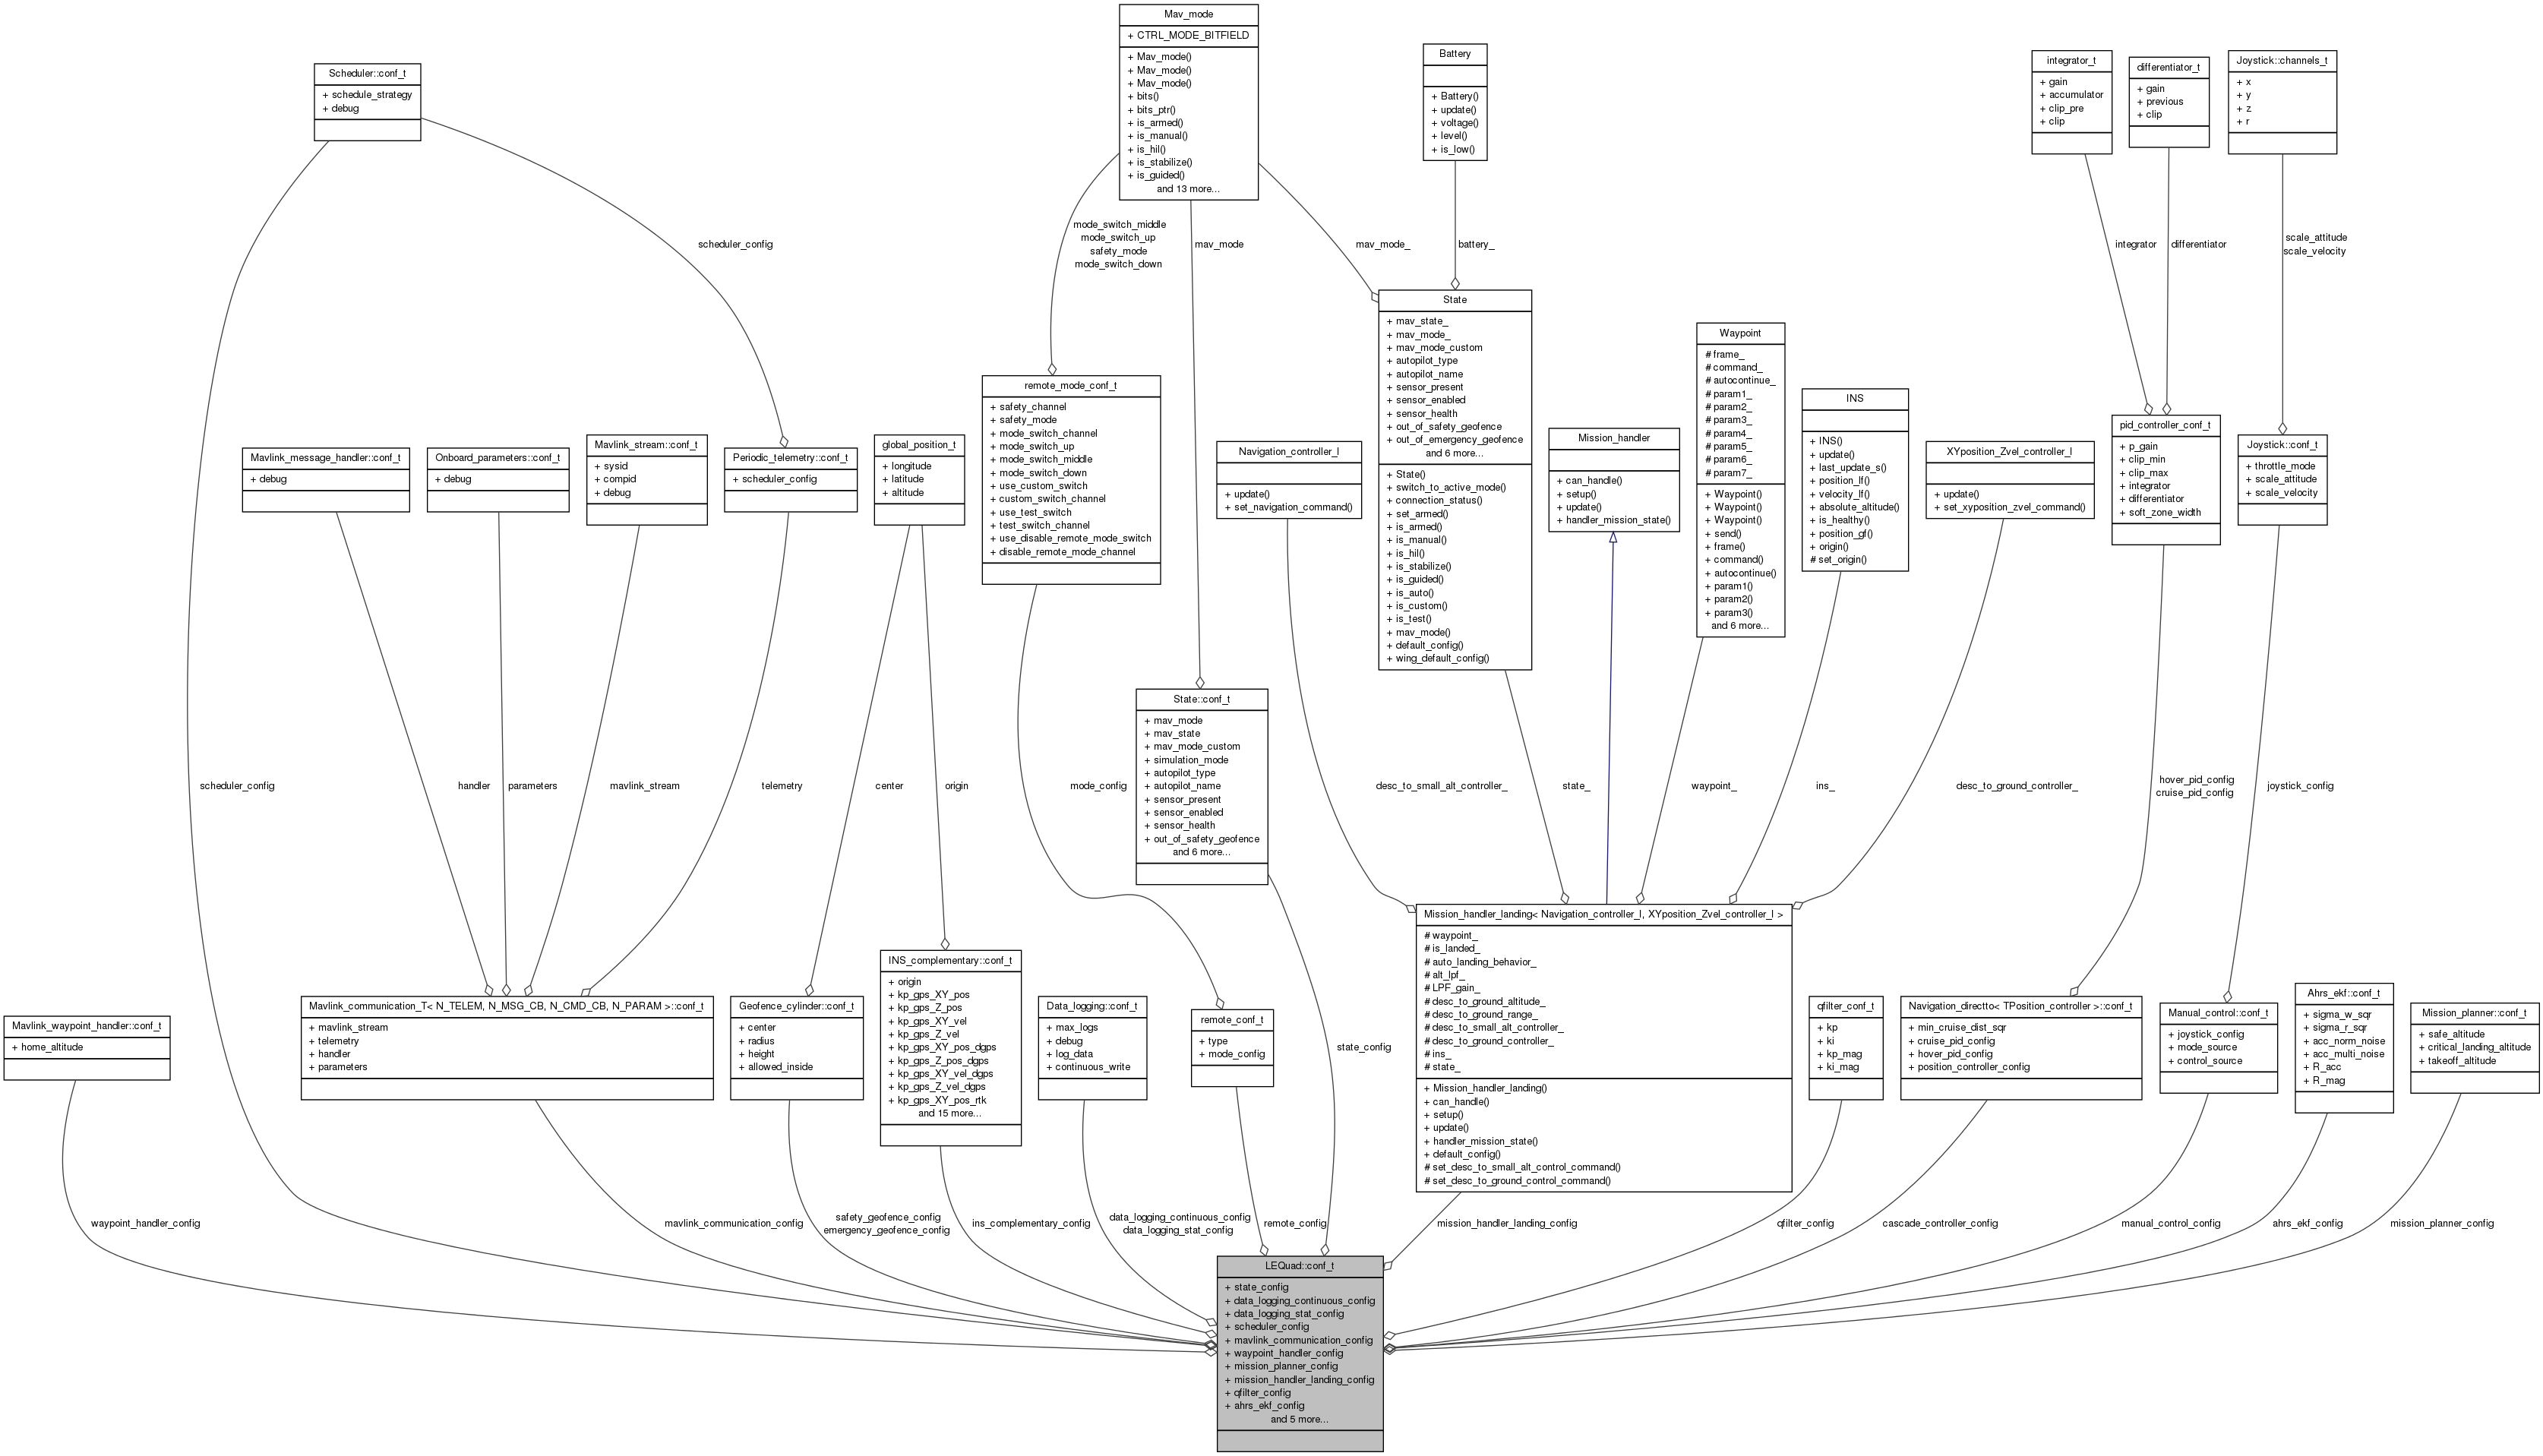 Mav_mode
+ CTRL_MODE_BITFIELD
+ Mav_mode()
+ Mav_mode()
+ Mav_mode()
+ bits()
+ bits_ptr()
+ is_armed()
+ is_manual()
+ is_hil()
+ is_stabilize()
+ is_guided()
and 13 more...
Battery
+ Battery()
+ update()
+ voltage()
+ level()
+ is_low()
integrator_t
+ gain
+ accumulator
+ clip_pre
+ clip
differentiator_t
+ gain
+ previous
+ clip
Joystick::channels_t
+ x
+ y
+ z
+ r
Scheduler::conf_t
+ schedule_strategy
+ debug
scheduler_config
mode_switch_middle
mode_switch_up
safety_mode
mode_switch_down
mav_mode
mav_mode_
battery_
integrator
differentiator
scale_attitude
scale_velocity
State
+ mav_state_
+ mav_mode_
+ mav_mode_custom
+ autopilot_type
+ autopilot_name
+ sensor_present
+ sensor_enabled
+ sensor_health
+ out_of_safety_geofence
+ out_of_emergency_geofence
and 6 more...
+ State()
+ switch_to_active_mode()
+ connection_status()
+ set_armed()
+ is_armed()
+ is_manual()
+ is_hil()
+ is_stabilize()
+ is_guided()
+ is_auto()
+ is_custom()
+ is_test()
+ mav_mode()
+ default_config()
+ wing_default_config()
Waypoint
# frame_
# command_
# autocontinue_
# param1_
# param2_
# param3_
# param4_
# param5_
# param6_
# param7_
+ Waypoint()
+ Waypoint()
+ Waypoint()
+ send()
+ frame()
+ command()
+ autocontinue()
+ param1()
+ param2()
+ param3()
and 6 more...
remote_mode_conf_t
+ safety_channel
+ safety_mode
+ mode_switch_channel
+ mode_switch_up
+ mode_switch_middle
+ mode_switch_down
+ use_custom_switch
+ custom_switch_channel
+ use_test_switch
+ test_switch_channel
+ use_disable_remote_mode_switch
+ disable_remote_mode_channel
INS
+ INS()
+ update()
+ last_update_s()
+ position_lf()
+ velocity_lf()
+ absolute_altitude()
+ is_healthy()
+ position_gf()
+ origin()
# set_origin()
Mavlink_message_handler::conf_t
+ debug
Onboard_parameters::conf_t
+ debug
Mavlink_stream::conf_t
+ sysid
+ compid
+ debug
Periodic_telemetry::conf_t
+ scheduler_config
global_position_t
+ longitude
+ latitude
+ altitude
Navigation_controller_I
+ update()
+ set_navigation_command()
Mission_handler
+ can_handle()
+ setup()
+ update()
+ handler_mission_state()
XYposition_Zvel_controller_I
+ update()
+ set_xyposition_zvel_command()
pid_controller_conf_t
+ p_gain
+ clip_min
+ clip_max
+ integrator
+ differentiator
+ soft_zone_width
Joystick::conf_t
+ throttle_mode
+ scale_attitude
+ scale_velocity
State::conf_t
+ mav_mode
+ mav_state
+ mav_mode_custom
+ simulation_mode
+ autopilot_type
+ autopilot_name
+ sensor_present
+ sensor_enabled
+ sensor_health
+ out_of_safety_geofence
and 6 more...
scheduler_config
handler
parameters
mavlink_stream
telemetry
center
origin
mode_config
desc_to_small_alt_controller_
state_
waypoint_
ins_
desc_to_ground_controller_
hover_pid_config
cruise_pid_config
joystick_config
Mavlink_waypoint_handler::conf_t
+ home_altitude
Mavlink_communication_T< N_TELEM, N_MSG_CB, N_CMD_CB, N_PARAM >::conf_t
+ mavlink_stream
+ telemetry
+ handler
+ parameters
Geofence_cylinder::conf_t
+ center
+ radius
+ height
+ allowed_inside
INS_complementary::conf_t
+ origin
+ kp_gps_XY_pos
+ kp_gps_Z_pos
+ kp_gps_XY_vel
+ kp_gps_Z_vel
+ kp_gps_XY_pos_dgps
+ kp_gps_Z_pos_dgps
+ kp_gps_XY_vel_dgps
+ kp_gps_Z_vel_dgps
+ kp_gps_XY_pos_rtk
and 15 more...
Data_logging::conf_t
+ max_logs
+ debug
+ log_data
+ continuous_write
remote_conf_t
+ type
+ mode_config
Mission_handler_landing< Navigation_controller_I, XYposition_Zvel_controller_I >
# waypoint_
# is_landed_
# auto_landing_behavior_
# alt_lpf_
# LPF_gain_
# desc_to_ground_altitude_
# desc_to_ground_range_
# desc_to_small_alt_controller_
# desc_to_ground_controller_
# ins_
# state_
+ Mission_handler_landing()
+ can_handle()
+ setup()
+ update()
+ handler_mission_state()
+ default_config()
# set_desc_to_small_alt_control_command()
# set_desc_to_ground_control_command()
qfilter_conf_t
+ kp
+ ki
+ kp_mag
+ ki_mag
Navigation_directto< TPosition_controller >::conf_t
+ min_cruise_dist_sqr
+ cruise_pid_config
+ hover_pid_config
+ position_controller_config
Manual_control::conf_t
+ joystick_config
+ mode_source
+ control_source
Ahrs_ekf::conf_t
+ sigma_w_sqr
+ sigma_r_sqr
+ acc_norm_noise
+ acc_multi_noise
+ R_acc
+ R_mag
Mission_planner::conf_t
+ safe_altitude
+ critical_landing_altitude
+ takeoff_altitude
state_config
waypoint_handler_config
mavlink_communication_config
safety_geofence_config
emergency_geofence_config
ins_complementary_config
data_logging_continuous_config
data_logging_stat_config
remote_config
mission_handler_landing_config
qfilter_config
cascade_controller_config
manual_control_config
ahrs_ekf_config
mission_planner_config
LEQuad::conf_t
+ state_config
+ data_logging_continuous_config
+ data_logging_stat_config
+ scheduler_config
+ mavlink_communication_config
+ waypoint_handler_config
+ mission_planner_config
+ mission_handler_landing_config
+ qfilter_config
+ ahrs_ekf_config
and 5 more...